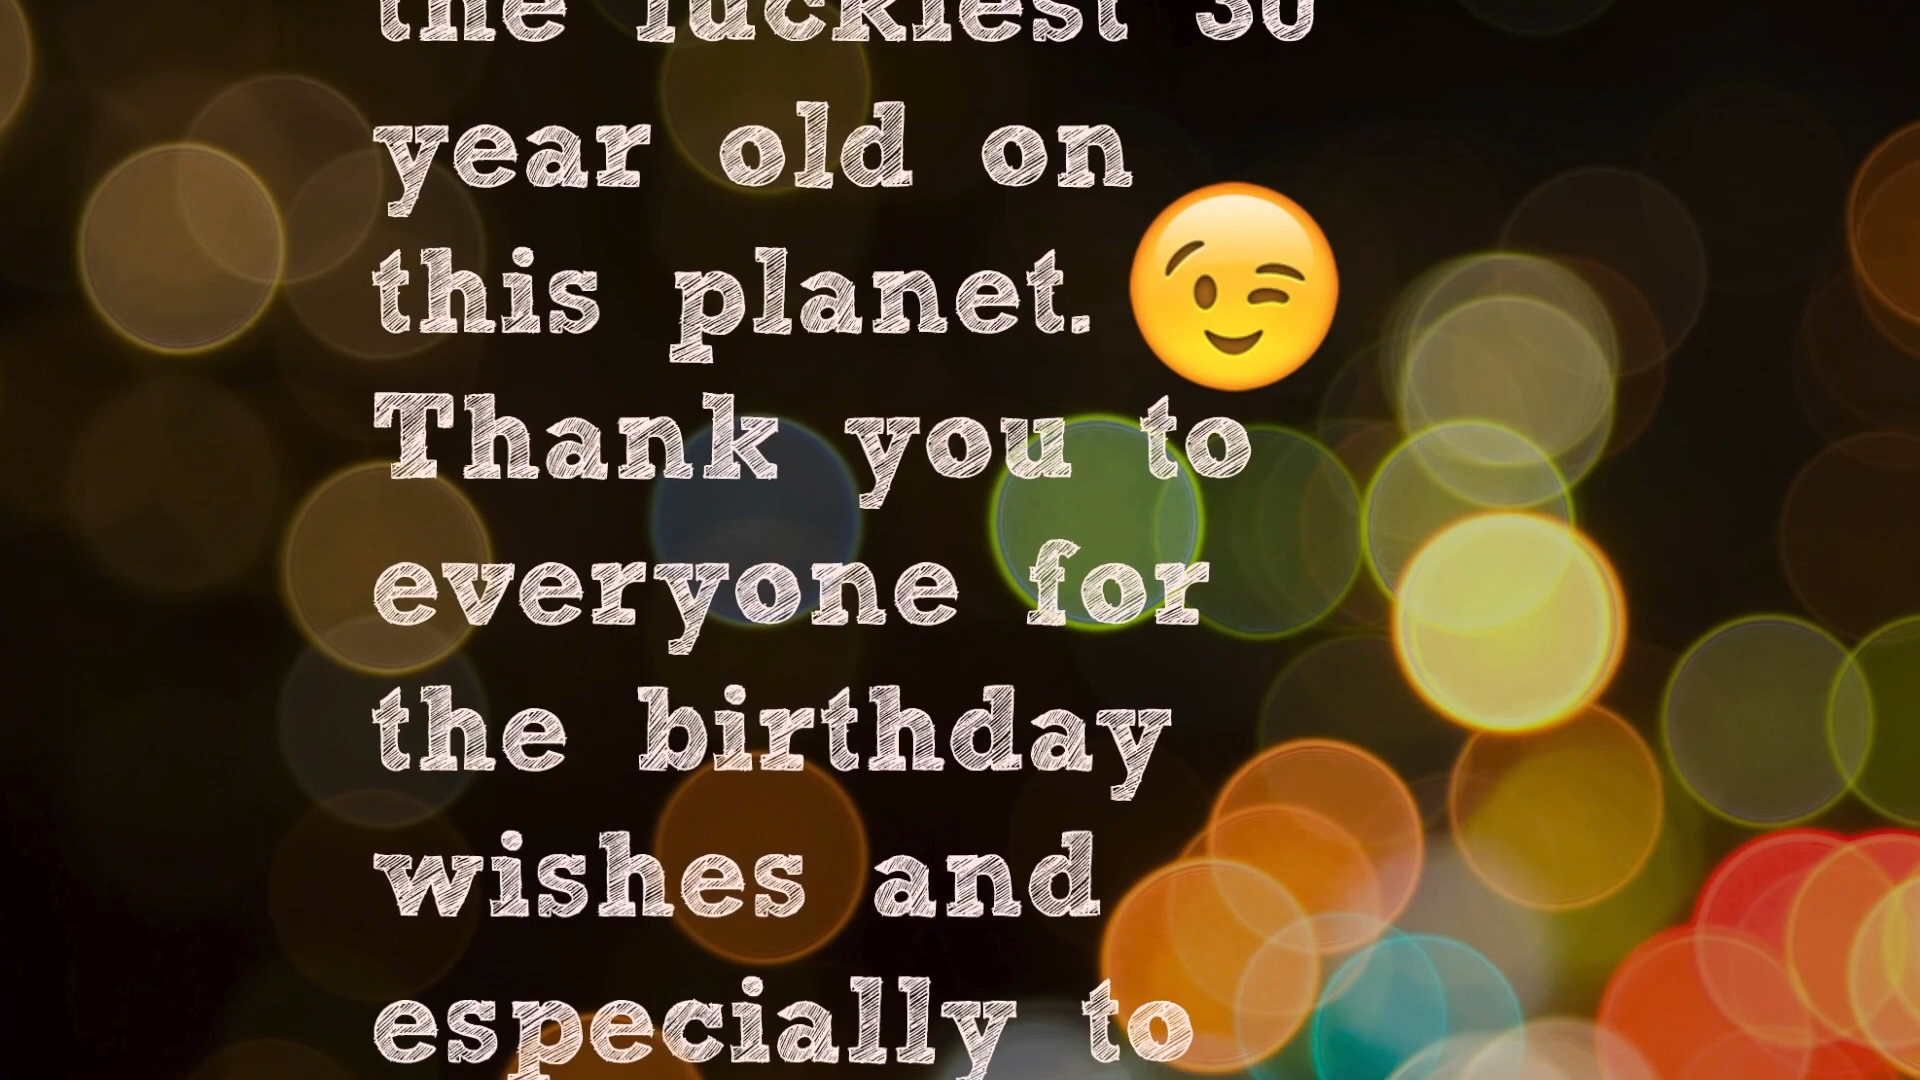 the luckiest 30
year old on
this planet. 😉
Thank you to
everyone for
the birthday
wishes and
especially to